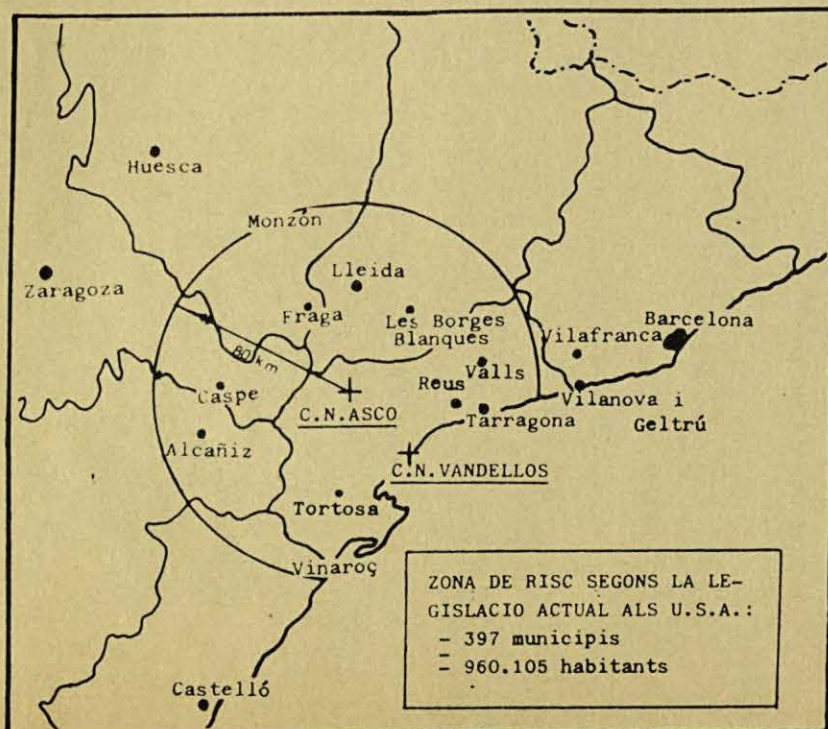 Huesca
Monzón
Zaragoza
Lleida
Fraga
Les Borges
Blanques
80 km
Vilafranca
Barcelona
Caspe
C.N.ASCO
Reus
Valls
Tarragona
Vilanova i
Geltrú
Alcañiz
C.N.VANDELLOS
Tortosa
Vinaroç
Castelló
ZONA DE RISC SEGONS LA LE-
GISLACIO ACTUAL ALS U.S.A.:
- 397 municipis
- 960.105 habitants